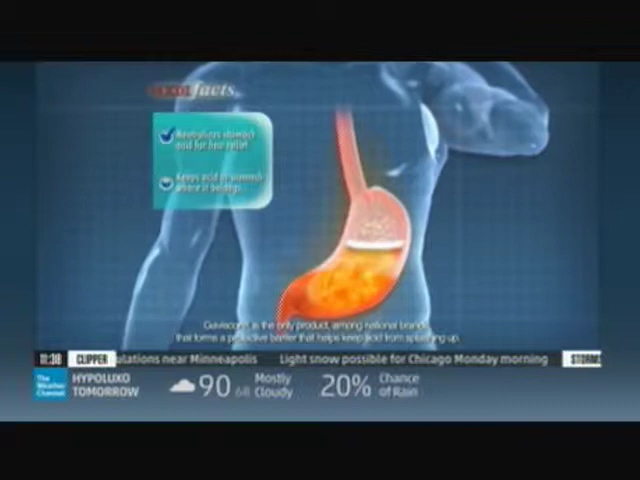 facts
Neutralizes stomach
acid for fast relief
Keeps acid in stomach
where it belongs
Gaviscon is the only product, among national brands,
that forms a protective barrier that helps keep acid from splashing up.
11:38 CLIPPER ulations near Minneapolis Light snow possible for Chicago Monday morning STORMS
The
Weather
Channel
HYPOLUXO
TOMORROW
90 68 Mostly
Cloudy
20% Chance
of Rain